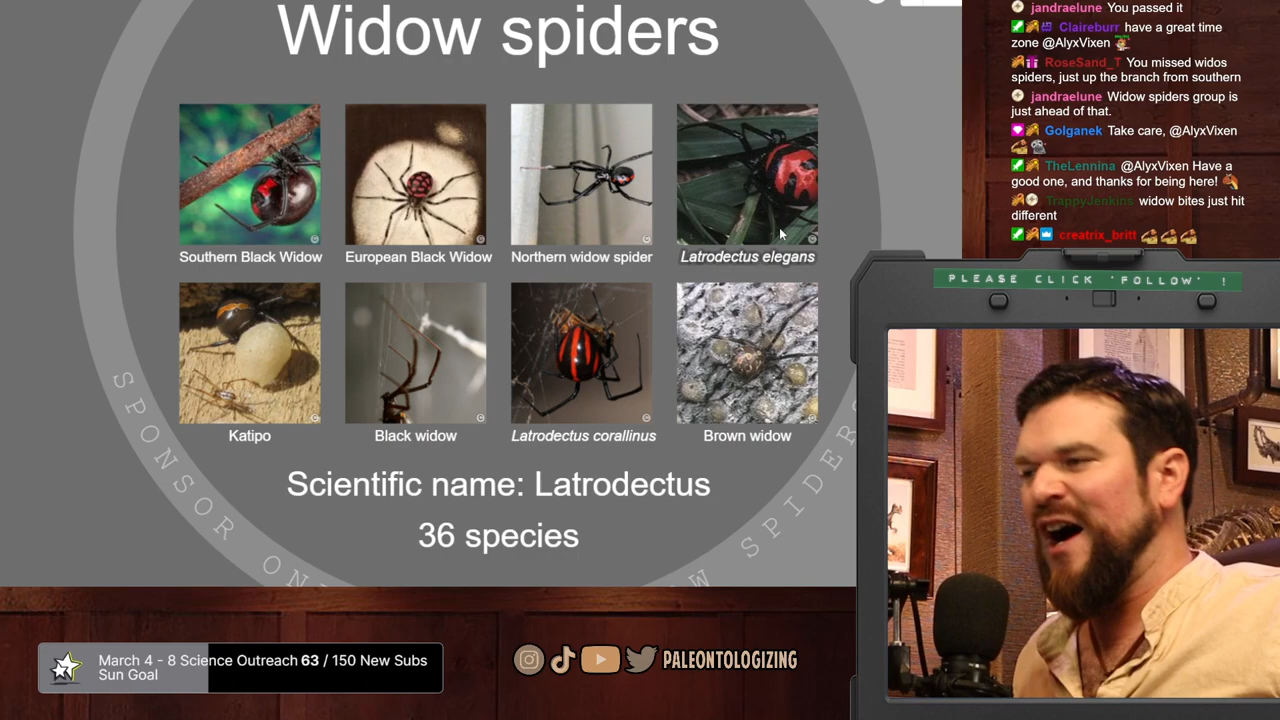 Widow spiders
Southern Black Widow
European Black Widow
Northern widow spider
Latrodectus elegans
Katipo
Black widow
Latrodectus corallinus
Brown widow
Scientific name: Latrodectus
36 species
SPONSOR ON
W SPIDER
jandraelune You passed it
Claireburr have a great time
zone @AlyxVixen
RoseSand_T You missed widos
spiders, just up the branch from southern
jandraelune Widow spiders group is
just ahead of that.
Golganek Take care, @AlyxVixen
TheLennina @AlyxVixen Have a
good one, and thanks for being here!
TrappyJenkins widow bites just hit
different
creatrix_britt
PLEASE CLICK 'FOLLOW' !
March 4 - 8 Science Outreach 63 / 150 New Subs
Sun Goal
PALEONTOLOGIZING